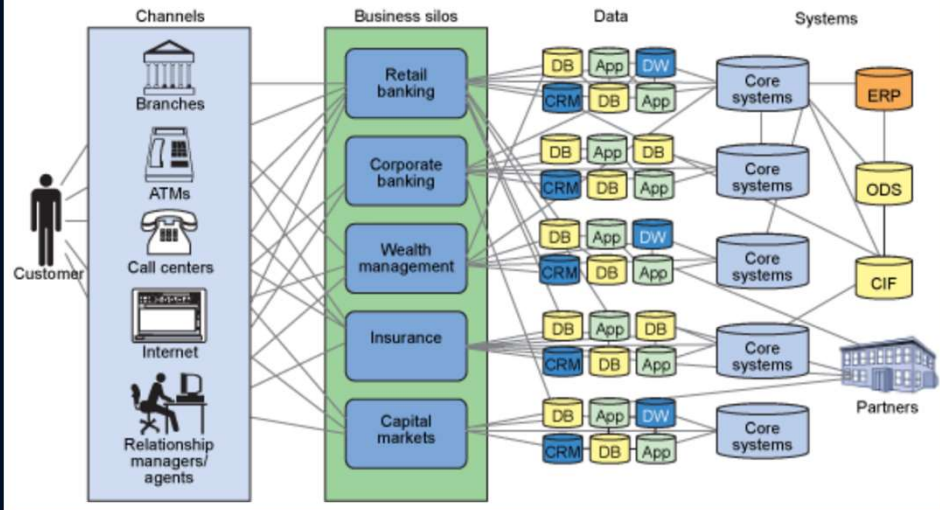 Channels
Business silos
Data
Systems
Customer
Branches
ATMs
Call centers
Internet
Relationship
managers/
agents
Retail
banking
Corporate
banking
Wealth
management
Insurance
Capital
markets
DB App DW
CRM DB App
DB App DB
CRM DB App
DB App DW
CRM DB App
DB App DB
CRM DB App
DB App DW
CRM DB App
Core
systems
Core
systems
Core
systems
Core
systems
Core
systems
ERP
ODS
CIF
Partners